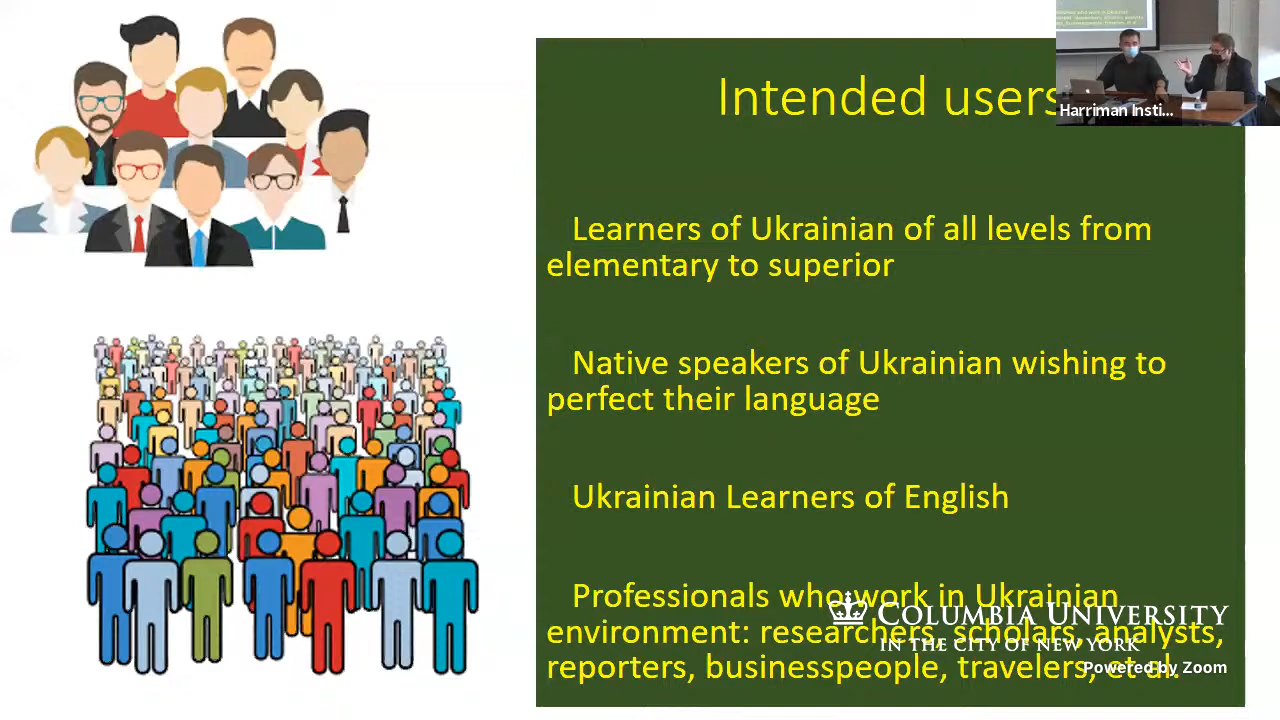 Intended users
Harriman Insti...
Learners of Ukrainian of all levels from
elementary to superior
Native speakers of Ukrainian wishing to
perfect their language
Ukrainian Learners of English
Professionals who work in Ukrainian
environment: researchers, scholars, analysts,
reporters, businesspeople, travelers, et al.
COLUMBIA UNIVERSITY
IN THE CITY OF NEW YORK
Powered by Zoom